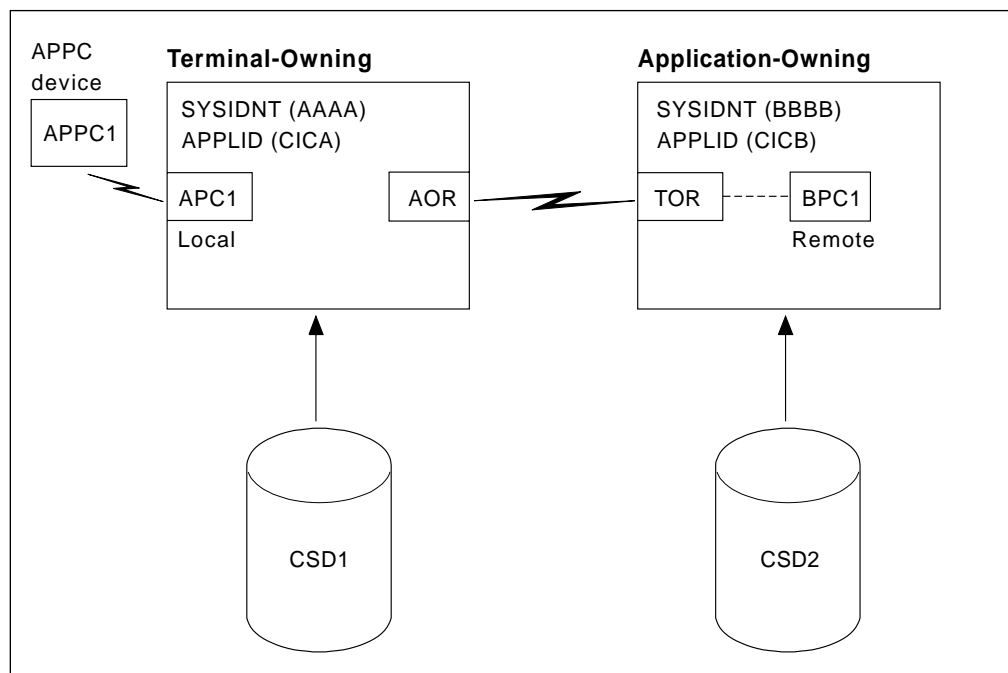 APPC
device
APPC1
Terminal-Owning
SYSIDNT (AAAA)
APPLID (CICA)
APC1
Local
AOR
Application-Owning
SYSIDNT (BBBB)
APPLID (CICB)
TOR
BPC1
Remote
CSD1
CSD2